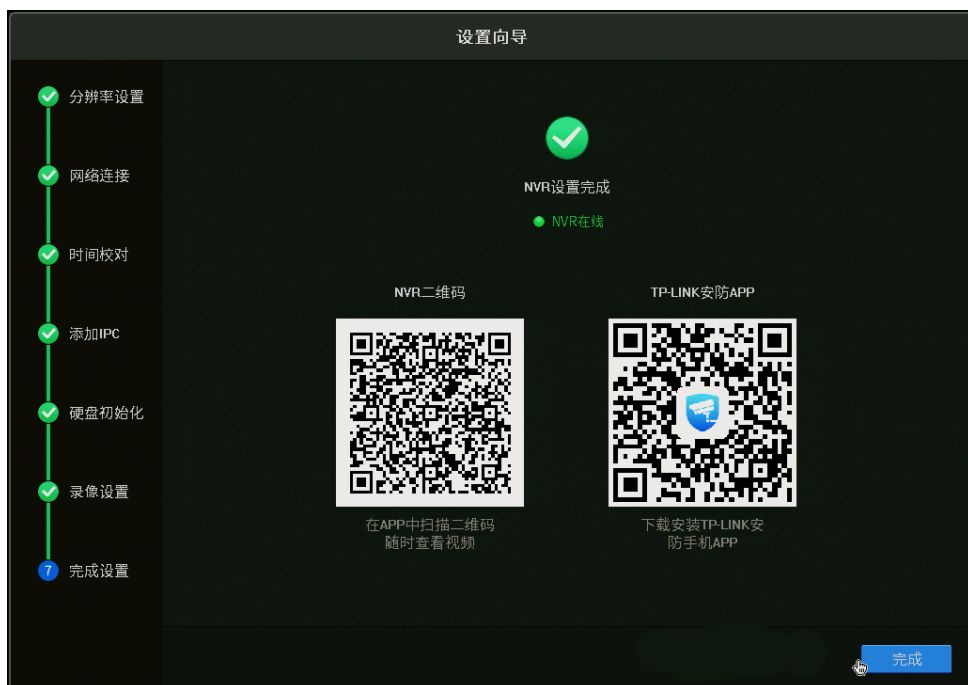 设置向导
分辨率设置
网络连接
时间校对
添加IPC
硬盘初始化
录像设置
7 完成设置
NVR设置完成
NVR在线
NVR二维码
在APP中扫描二维码
随时查看视频
TP-LINK安防APP
下载安装TP-LINK安
防手机APP
完成